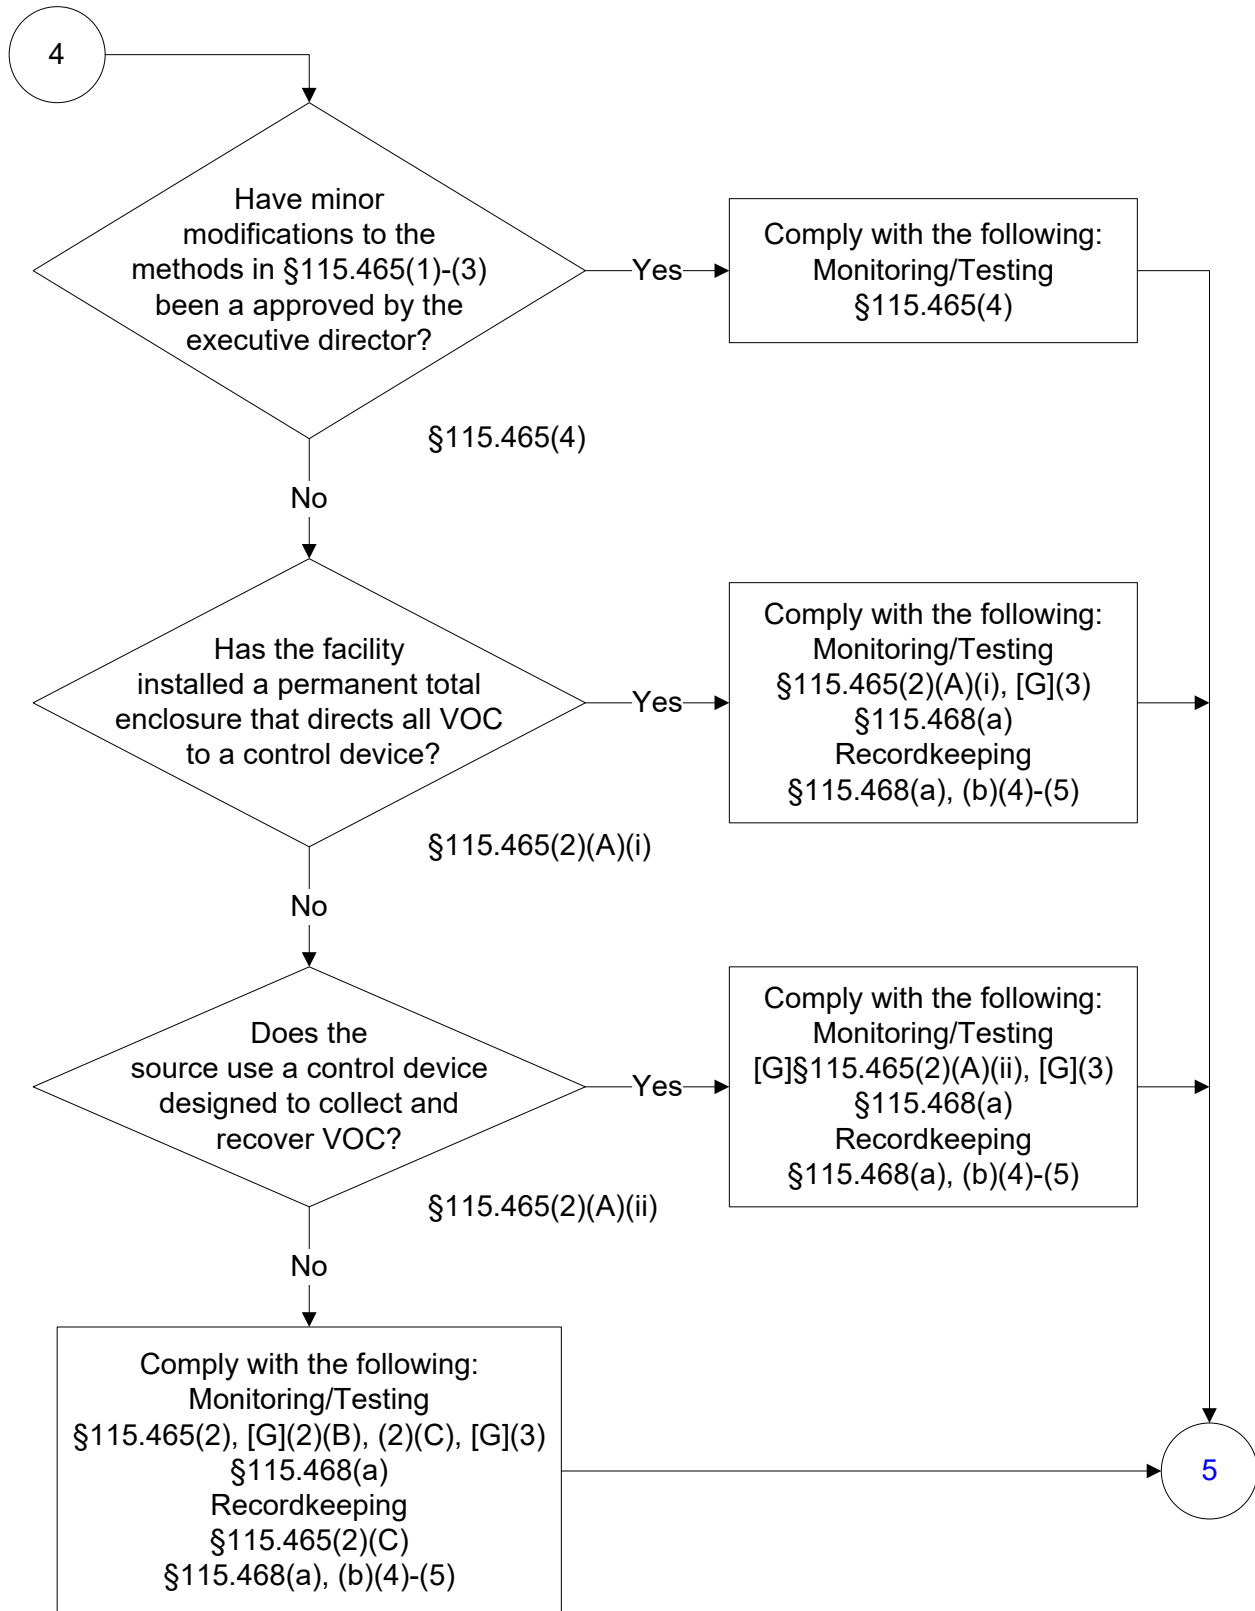 4
Have minor
modifications to the
methods in §115.465(1)-(3)
been a approved by the
executive director?
Yes
Comply with the following:
Monitoring/Testing
§115.465(4)
§115.465(4)
No
Has the facility
installed a permanent total
enclosure that directs all VOC
to a control device?
Yes
Comply with the following:
Monitoring/Testing
§115.465(2)(A)(i), [G](3)
§115.468(a)
Recordkeeping
§115.468(a), (b)(4)-(5)
§115.465(2)(A)(i)
No
Does the
source use a control device
designed to collect and
recover VOC?
Yes
Comply with the following:
Monitoring/Testing
[G]§115.465(2)(A)(ii), [G](3)
§115.468(a)
Recordkeeping
§115.468(a), (b)(4)-(5)
§115.465(2)(A)(ii)
No
Comply with the following:
Monitoring/Testing
§115.465(2), [G](2)(B), (2)(C), [G](3)
§115.468(a)
Recordkeeping
§115.465(2)(C)
§115.468(a), (b)(4)-(5)
5